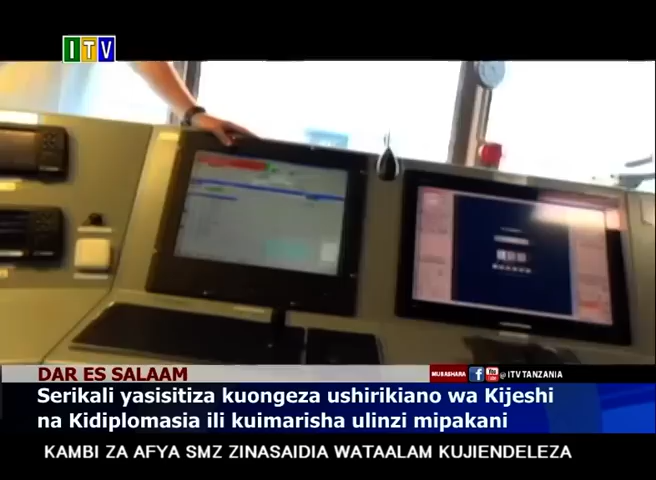 ITV
DAR ES SALAAM
MUBASHARA
@ITVTANZANIA
Serikali yasisitiza kuongeza ushirikiano wa Kijeshi
na Kidiplomasia ili kuimarisha ulinzi mipakani
KAMBI ZA AFYA SMZ ZINASAIDIA WATAALAM KUJIENDELEZA